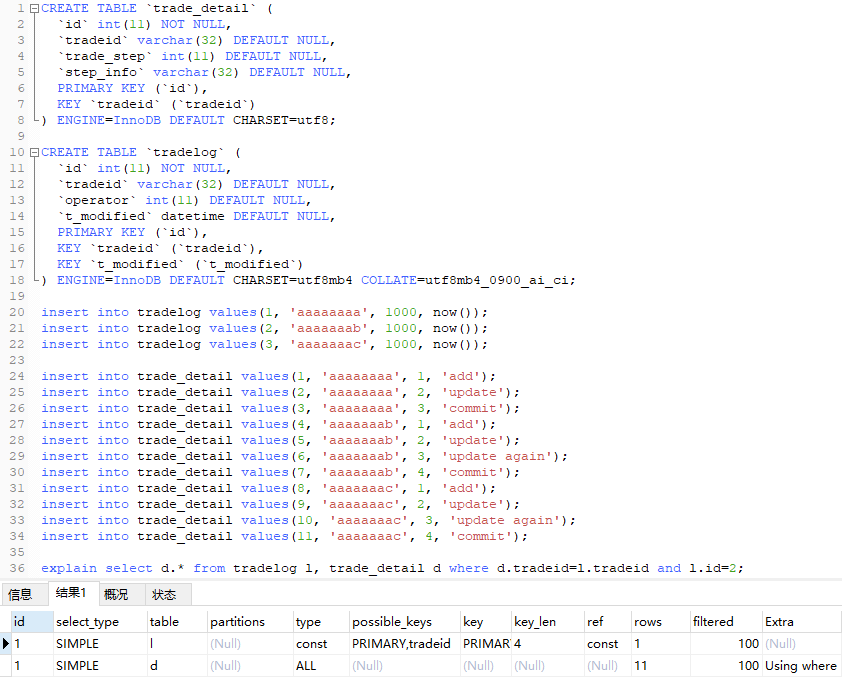 1 CREATE TABLE `trade_detail` (
2 `id` int(11) NOT NULL,
3 `tradeid` varchar(32) DEFAULT NULL,
4 `trade_step` int(11) DEFAULT NULL,
5 `step_info` varchar(32) DEFAULT NULL,
6 PRIMARY KEY (`id`),
7 KEY `tradeid` (`tradeid`)
8 ) ENGINE=InnoDB DEFAULT CHARSET=utf8;
9
10 CREATE TABLE `tradelog` (
11 `id` int(11) NOT NULL,
12 `tradeid` varchar(32) DEFAULT NULL,
13 `operator` int(11) DEFAULT NULL,
14 `t_modified` datetime DEFAULT NULL,
15 PRIMARY KEY (`id`),
16 KEY `tradeid` (`tradeid`),
17 KEY `t_modified` (`t_modified`)
18 ) ENGINE=InnoDB DEFAULT CHARSET=utf8mb4 COLLATE=utf8mb4_0900_ai_ci;
19
20 insert into tradelog values(1, 'aaaaaaaa', 1000, now());
21 insert into tradelog values(2, 'aaaaaaab', 1000, now());
22 insert into tradelog values(3, 'aaaaaaac', 1000, now());
23
24 insert into trade_detail values(1, 'aaaaaaaa', 1, 'add');
25 insert into trade_detail values(2, 'aaaaaaaa', 2, 'update');
26 insert into trade_detail values(3, 'aaaaaaaa', 3, 'commit');
27 insert into trade_detail values(4, 'aaaaaaab', 1, 'add');
28 insert into trade_detail values(5, 'aaaaaaab', 2, 'update');
29 insert into trade_detail values(6, 'aaaaaaab', 3, 'update again');
30 insert into trade_detail values(7, 'aaaaaaab', 4, 'commit');
31 insert into trade_detail values(8, 'aaaaaaac', 1, 'add');
32 insert into trade_detail values(9, 'aaaaaaac', 2, 'update');
33 insert into trade_detail values(10, 'aaaaaaac', 3, 'update again');
34 insert into trade_detail values(11, 'aaaaaaac', 4, 'commit');
35
36 explain select d.* from tradelog l, trade_detail d where d.tradeid=l.tradeid and l.id=2;
信息 结果1 概况 状态
id select_type table partitions type possible_keys key key_len ref rows filtered Extra
1 SIMPLE l (Null) const PRIMARY,tradeid PRIMAR 4 const 1 100 (Null)
1 SIMPLE d (Null) ALL (Null) (Null) (Null) (Null) 11 100 Using where